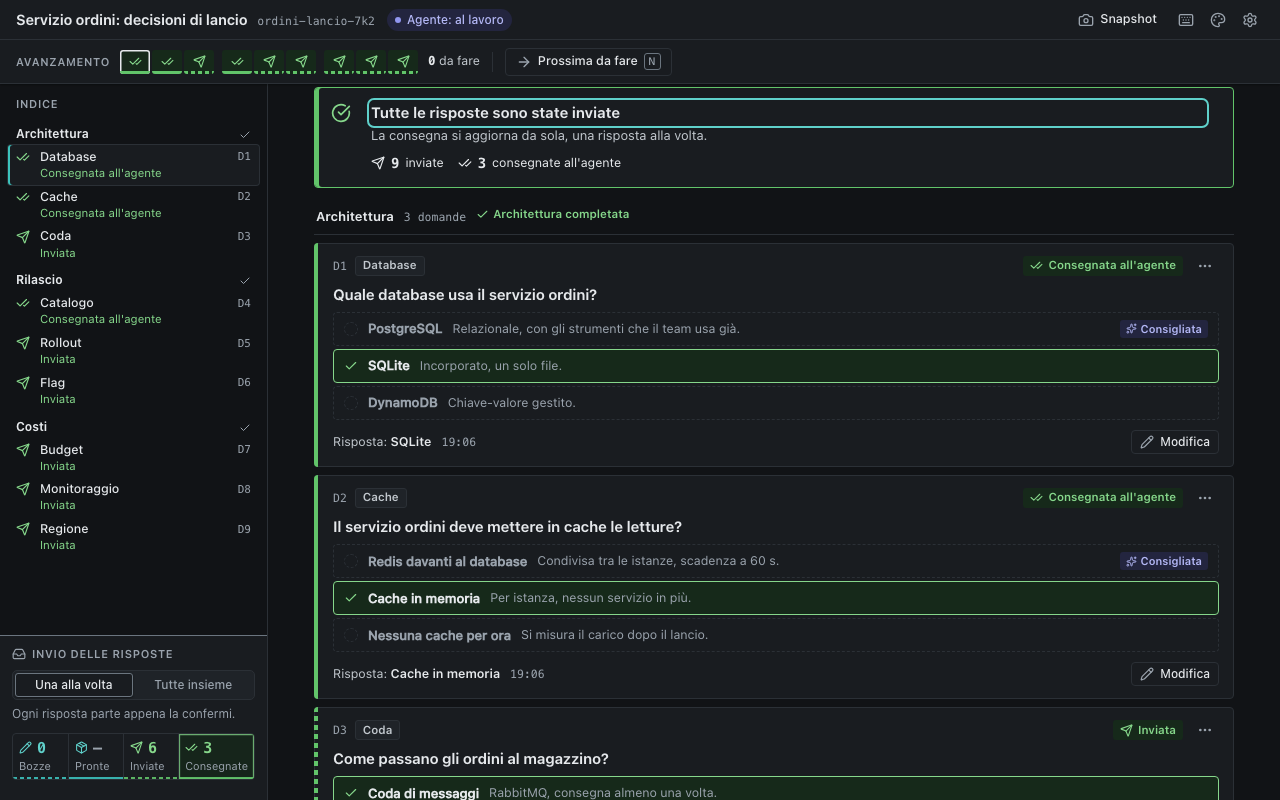 Servizio ordini: decisioni di lancio ordini-lancio-7k2 Agente: al lavoro Snapshot
AVANZAMENTO 0 da fare Prossima da fare N
INDICE
Architettura
Database D1
Consegnata all'agente
Cache D2
Consegnata all'agente
Coda D3
Inviata
Rilascio
Catalogo D4
Consegnata all'agente
Rollout D5
Inviata
Flag D6
Inviata
Costi
Budget D7
Inviata
Monitoraggio D8
Inviata
Regione D9
Inviata
INVIO DELLE RISPOSTE
Una alla volta Tutte insieme
Ogni risposta parte appena la confermi.
0 – 6 3
Bozze Pronte Inviate Consegnate
Tutte le risposte sono state inviate
La consegna si aggiorna da sola, una risposta alla volta.
9 inviate 3 consegnate all'agente
Architettura 3 domande Architettura completata
D1 Database Consegnata all'agente
Quale database usa il servizio ordini?
PostgreSQL Relazionale, con gli strumenti che il team usa già. Consigliata
SQLite Incorporato, un solo file.
DynamoDB Chiave-valore gestito.
Risposta: SQLite 19:06 Modifica
D2 Cache Consegnata all'agente
Il servizio ordini deve mettere in cache le letture?
Redis davanti al database Condivisa tra le istanze, scadenza a 60 s. Consigliata
Cache in memoria Per istanza, nessun servizio in più.
Nessuna cache per ora Si misura il carico dopo il lancio.
Risposta: Cache in memoria 19:06 Modifica
D3 Coda Inviata
Come passano gli ordini al magazzino?
Coda di messaggi RabbitMQ, consegna almeno una volta.